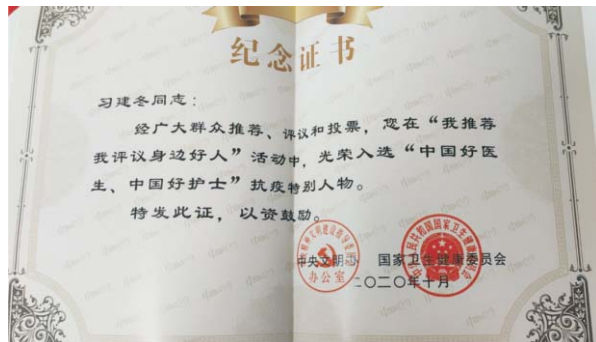 纪念证书
习建冬同志：
经广大群众推荐、评议和投票，您在“我推荐
我评议身边好人”活动中，光荣入选“中国好医
生、中国好护士”抗疫特别人物。
特发此证，以资鼓励。
中央文明办 国家卫生健康委员会
办公室
二〇二〇年十月